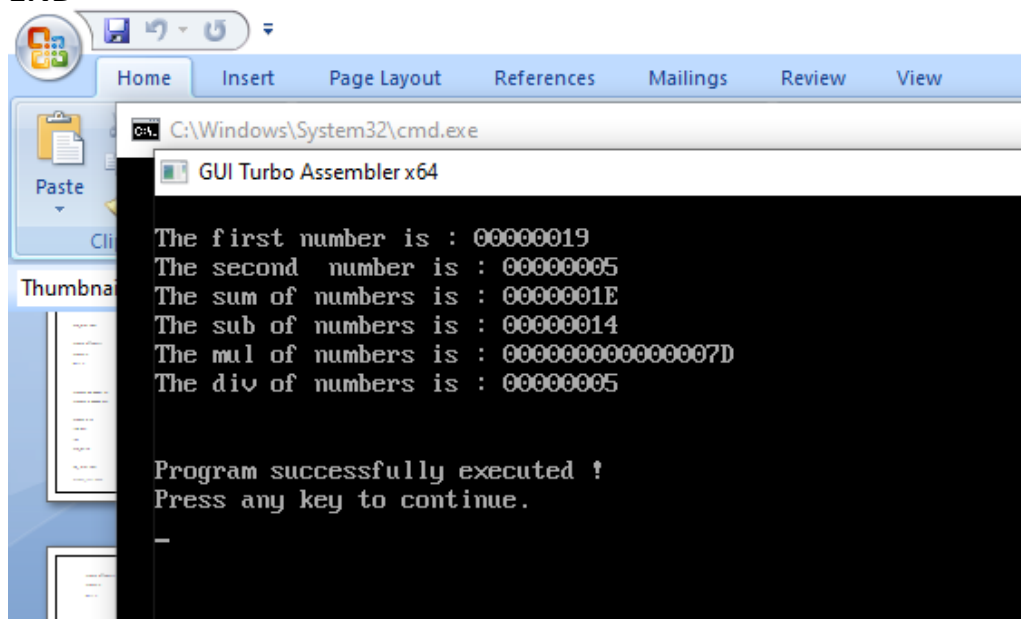 Home Insert Page Layout References Mailings Review View
C:\Windows\System32\cmd.exe
GUI Turbo Assembler x64
Paste
Cli
Thumbnai
The first number is : 00000019
The second  number is : 00000005
The sum of numbers is : 0000001E
The sub of numbers is : 00000014
The mul of numbers is : 000000000000007D
The div of numbers is : 00000005
Program successfully executed !
Press any key to continue.